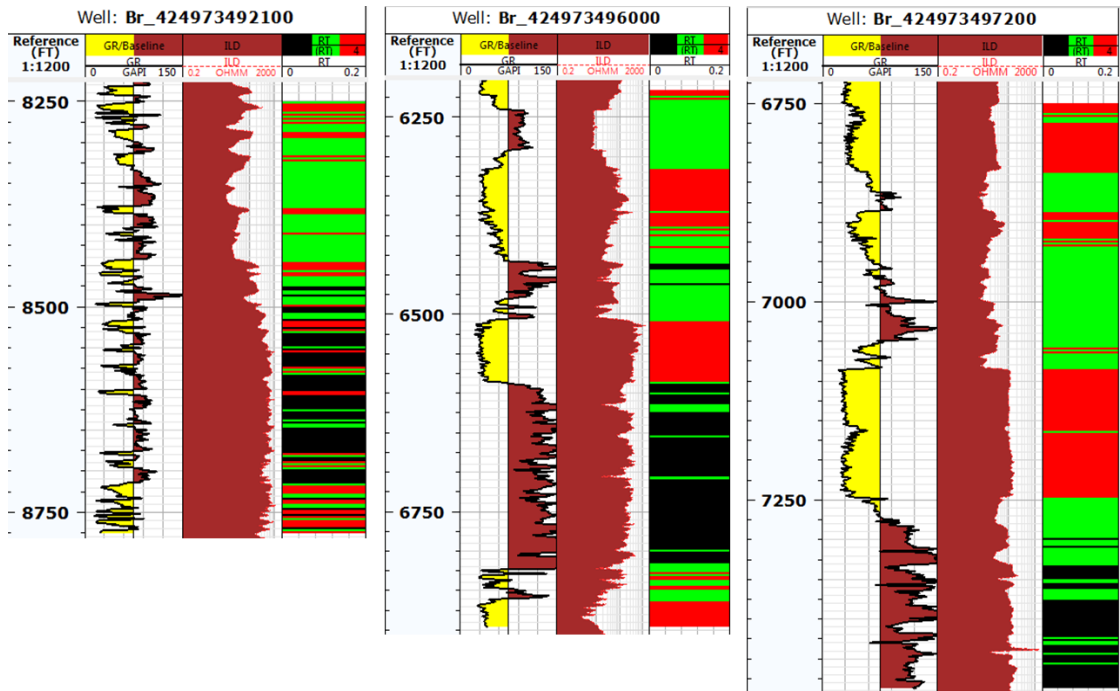 Well: Br_424973492100
Reference
(FT)
1:1200
GR/Baseline
GR
0 GAPI 150
ILD
ILD
0.2 OHMM 2000
RT
(RT) 4
RT
0 0.2
8250
8500
8750
Well: Br_424973496000
Reference
(FT)
1:1200
GR/Baseline
GR
0 GAPI 150
ILD
ILD
0.2 OHMM 2000
RT
(RT) 4
RT
0 0.2
6250
6500
6750
Well: Br_424973497200
Reference
(FT)
1:1200
GR/Baseline
GR
0 GAPI 150
ILD
ILD
0.2 OHMM 2000
RT
(RT) 4
RT
0 0.2
6750
7000
7250